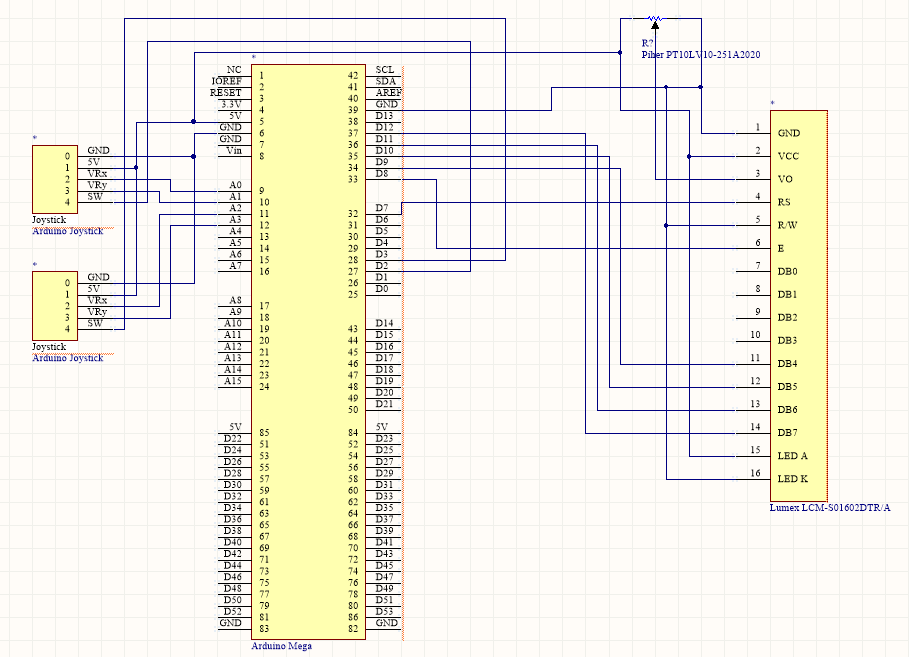 R?
Piher PT10LV10-251A2020
*
NC 1 42 SCL
IOREF 2 41 SDA
RESET 3 40 AREF
3.3V 4 39 GND
5V 5 38 D13
GND 6 37 D12
GND 7 36 D11
Vin 8 35 D10
34 D9
33 D8
A0 9
A1 10
A2 11 32 D7
A3 12 31 D6
A4 13 30 D5
A5 14 29 D4
A6 15 28 D3
A7 16 27 D2
26 D1
25 D0
A8 17
A9 18
A10 19 43 D14
A11 20 44 D15
A12 21 45 D16
A13 22 46 D17
A14 23 47 D18
A15 24 48 D19
49 D20
50 D21
5V 85 84 5V
D22 51 52 D23
D24 53 54 D25
D26 55 56 D27
D28 57 58 D29
D30 59 60 D31
D32 61 62 D33
D34 63 64 D35
D36 65 66 D37
D38 67 68 D39
D40 69 70 D41
D42 71 72 D43
D44 73 74 D45
D46 75 76 D47
D48 77 78 D49
D50 79 80 D51
D52 81 86 D53
GND 83 82 GND
Arduino Mega
*
0 GND
1 5V
2 VRx
3 VRy
4 SW
Joystick
Arduino Joystick
*
0 GND
1 5V
2 VRx
3 VRy
4 SW
Joystick
Arduino Joystick
*
1 GND
2 VCC
3 VO
4 RS
5 R/W
6 E
7 DB0
8 DB1
9 DB2
10 DB3
11 DB4
12 DB5
13 DB6
14 DB7
15 LED A
16 LED K
Lumex LCM-S01602DTR/A